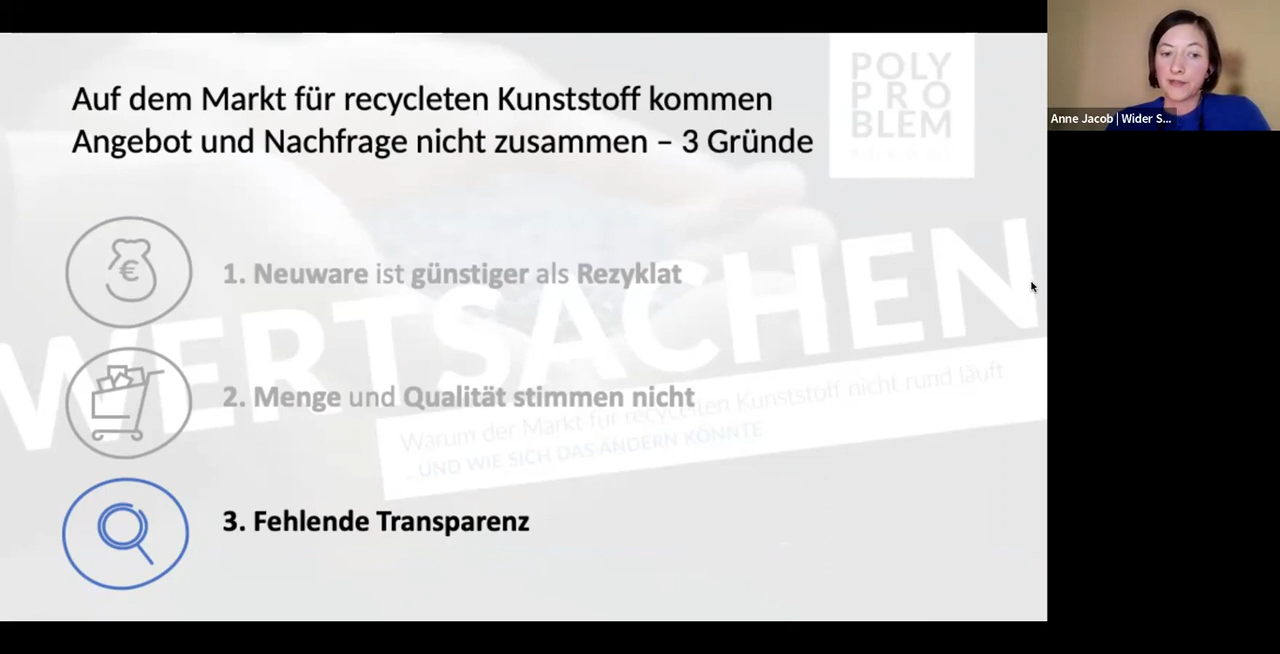 Auf dem Markt für recycleten Kunststoff kommen
Angebot und Nachfrage nicht zusammen – 3 Gründe
POLY
PRO
BLEM
Anne Jacob | Wider S...
€
1. Neuware ist günstiger als Rezyklat
WERTSACHEN
2. Menge und Qualität stimmen nicht
Warum der Markt für recycelten Kunststoff nicht rund läuft
...UND WIE SICH DAS ÄNDERN KÖNNTE
3. Fehlende Transparenz